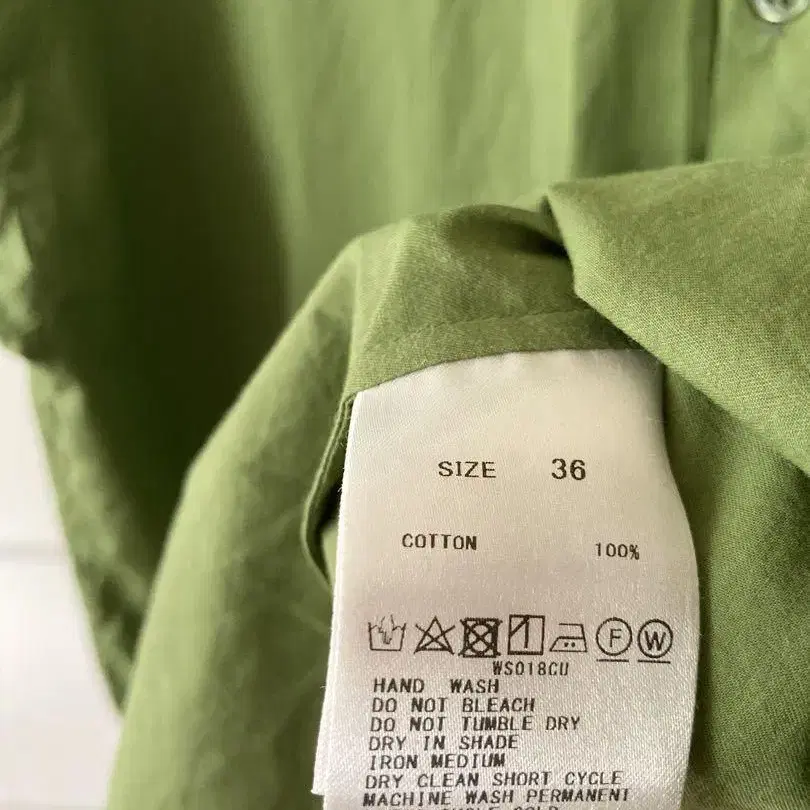 SIZE 36
COTTON 100%
F W
WS018CU
HAND WASH
DO NOT BLEACH
DO NOT TUMBLE DRY
DRY IN SHADE
IRON MEDIUM
DRY CLEAN SHORT CYCLE
MACHINE WASH PERMANENT